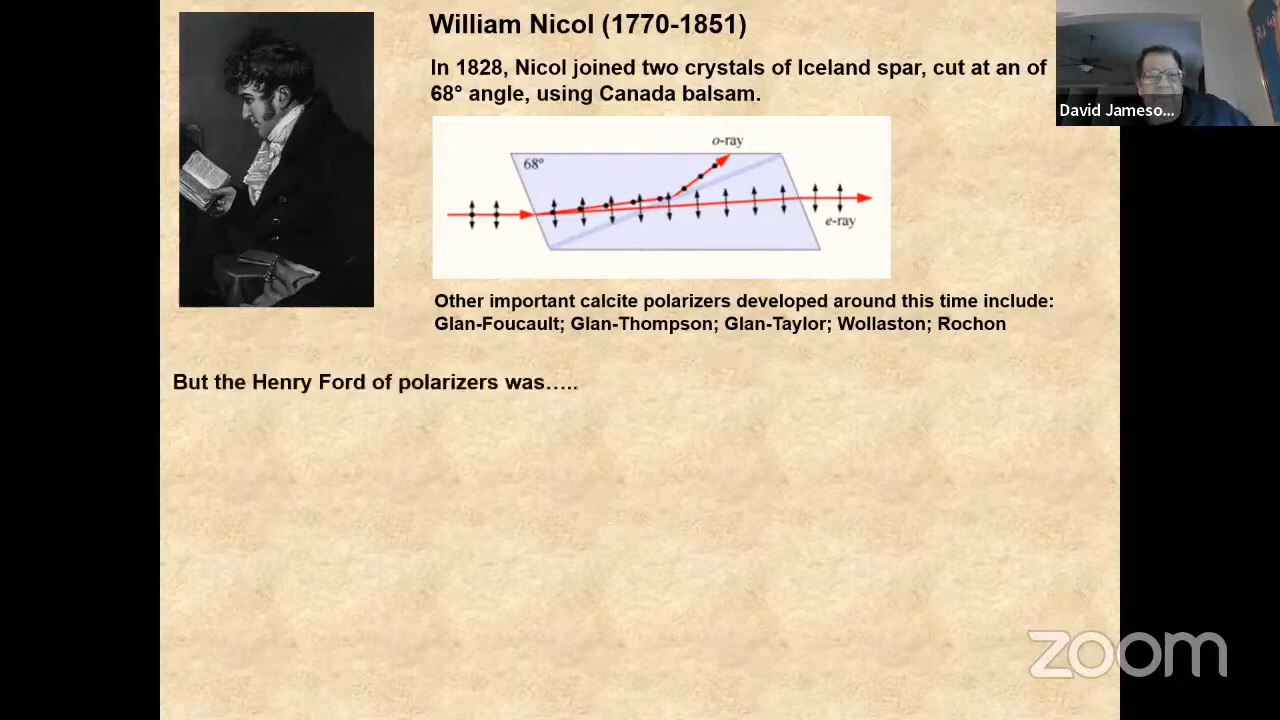 William Nicol (1770-1851)
In 1828, Nicol joined two crystals of Iceland spar, cut at an of
68° angle, using Canada balsam.
David Jameso...
o-ray
68º
e-ray
Other important calcite polarizers developed around this time include:
Glan-Foucault; Glan-Thompson; Glan-Taylor; Wollaston; Rochon
But the Henry Ford of polarizers was…..
zoom